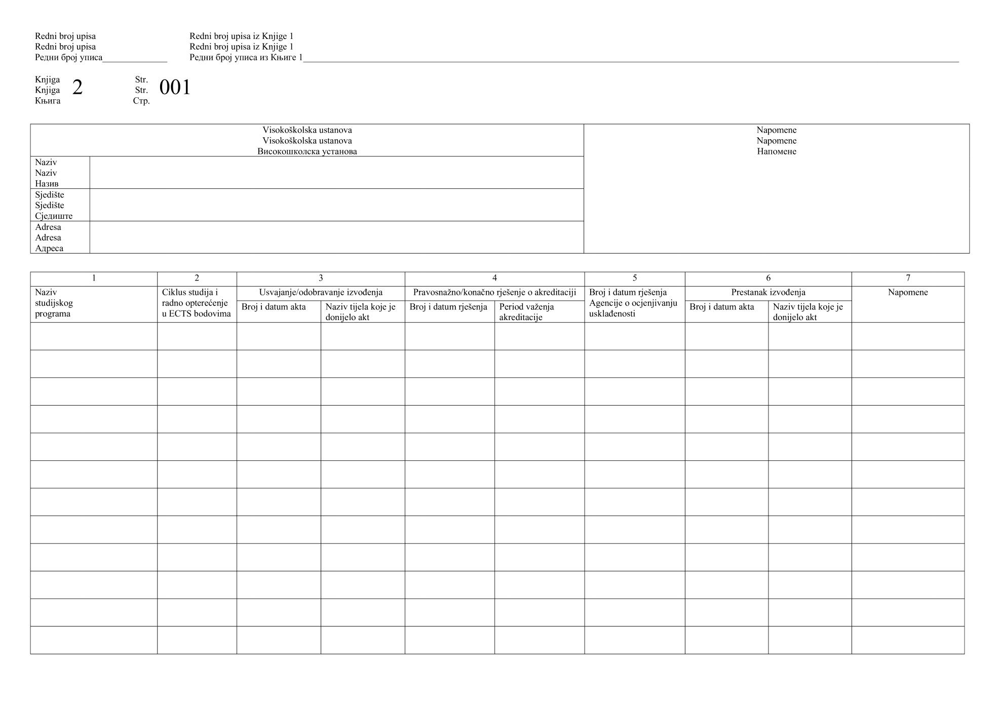 Redni broj upisa
Redni broj upisa
Редни број уписа______________
Redni broj upisa iz Knjige 1
Redni broj upisa iz Knjige 1
Редни број уписа из Књиге 1______________
Knjiga
Knjiga
Књига
2
Str.
Str.
Стр.
001
Visokoškolska ustanova
Visokoškolska ustanova
Високошколска установа
Napomene
Napomene
Напомене
Naziv
Naziv
Назив
Sjedište
Sjedište
Сједиште
Adresa
Adresa
Адреса
1 2 3 4 5 6 7
Naziv
studijskog
programa
Ciklus studija i
radno opterećenje
u ECTS bodovima
Usvajanje/odobravanje izvođenja
Broj i datum akta
Naziv tijela koje je
donijelo akt
Pravosnažno/konačno rješenje o akreditaciji
Broj i datum rješenja
Period važenja
akreditacije
Broj i datum rješenja
Agencije o ocjenjivanju
usklađenosti
Prestanak izvođenja
Broj i datum akta
Naziv tijela koje je
donijelo akt
Napomene